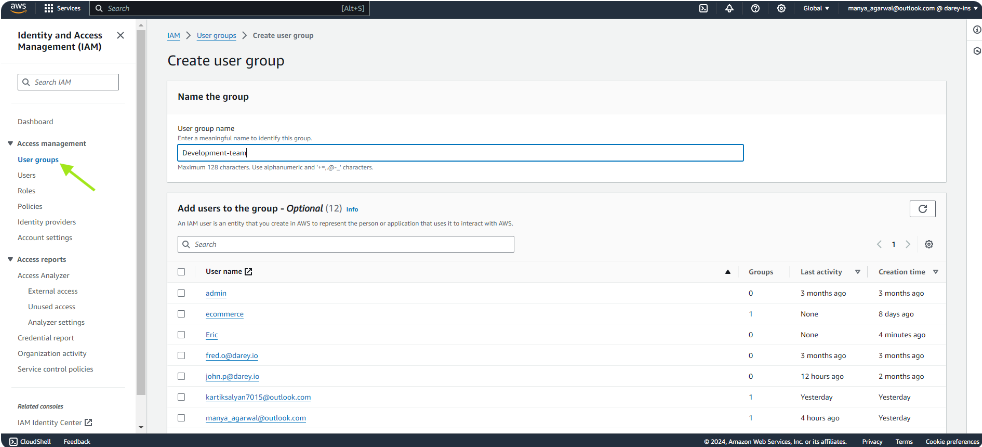 aws
Services
Search
[Alt+S]
Global
manya_agarwal@outlook.com @ darey-ins
Identity and Access
Management (IAM)
Search IAM
Dashboard
Access management
User groups
Users
Roles
Policies
Identity providers
Account settings
Access reports
Access Analyzer
External access
Unused access
Analyzer settings
Credential report
Organization activity
Service control policies
Related consoles
IAM Identity Center
IAM > User groups > Create user group
Create user group
Name the group
User group name
Enter a meaningful name to identify this group.
Development-team
Maximum 128 characters. Use alphanumeric and '+=,.@-_' characters.
Add users to the group - Optional (12) Info
An IAM user is an entity that you create in AWS to represent the person or application that uses it to interact with AWS.
Search
1
User name Groups Last activity Creation time
admin 0 3 months ago 3 months ago
ecommerce 1 None 8 days ago
Eric 0 None 4 minutes ago
fred.o@darey.io 0 3 months ago 3 months ago
john.p@darey.io 0 12 hours ago 2 months ago
kartiksalyan7015@outlook.com 1 Yesterday Yesterday
manya_agarwal@outlook.com 1 4 hours ago Yesterday
CloudShell Feedback © 2024, Amazon Web Services, Inc. or its affiliates. Privacy Terms Cookie preferences